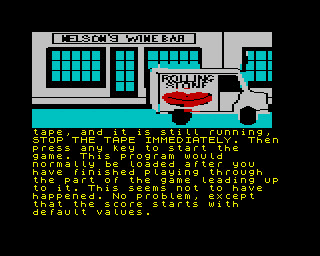 NELSON'S WINE BAR
ROLLING
STONE
tape, and it is still running,
STOP THE TAPE IMMEDIATELY. Then
press any key to start the
game. This program would
normally be loaded after you
have finished playing through
the part of the game leading up
to it. This seems not to have
happened. No problem, except
that the score starts with
default values.